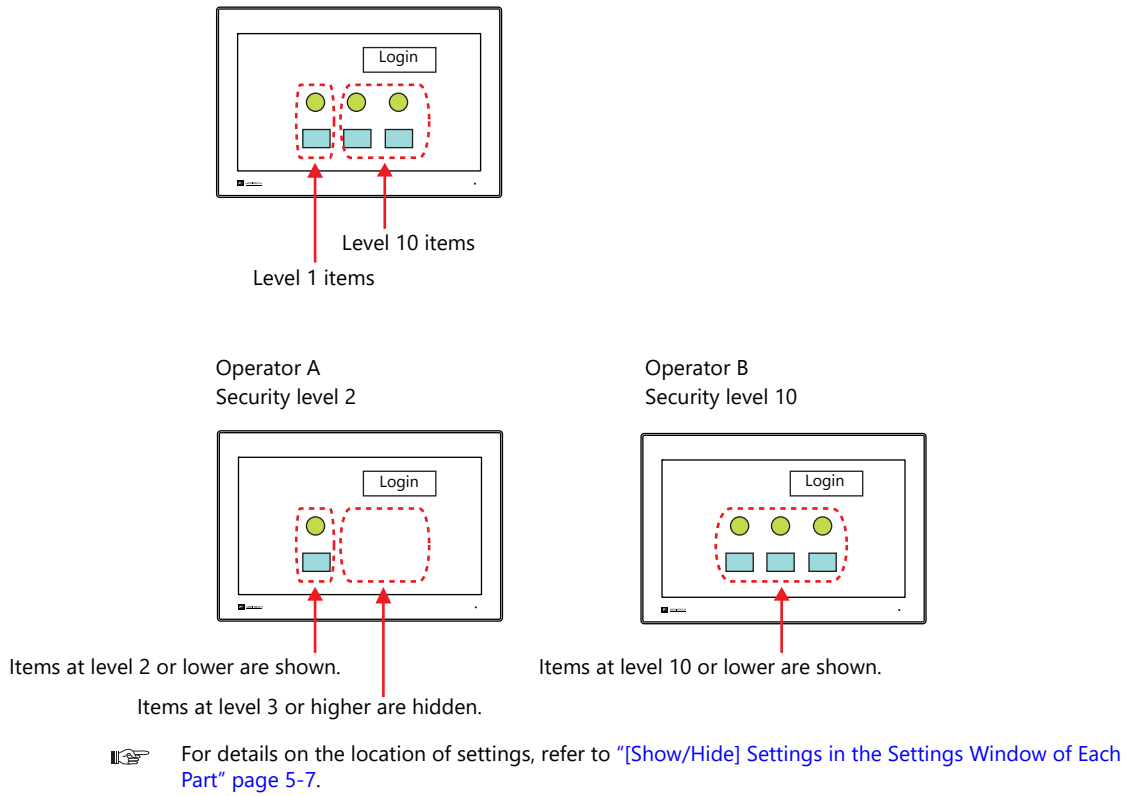 Login
Level 10 items
Level 1 items
Operator A
Security level 2
Operator B
Security level 10
Login
Login
Items at level 2 or lower are shown.
Items at level 10 or lower are shown.
Items at level 3 or higher are hidden.
For details on the location of settings, refer to “[Show/Hide] Settings in the Settings Window of Each
Part” page 5-7.